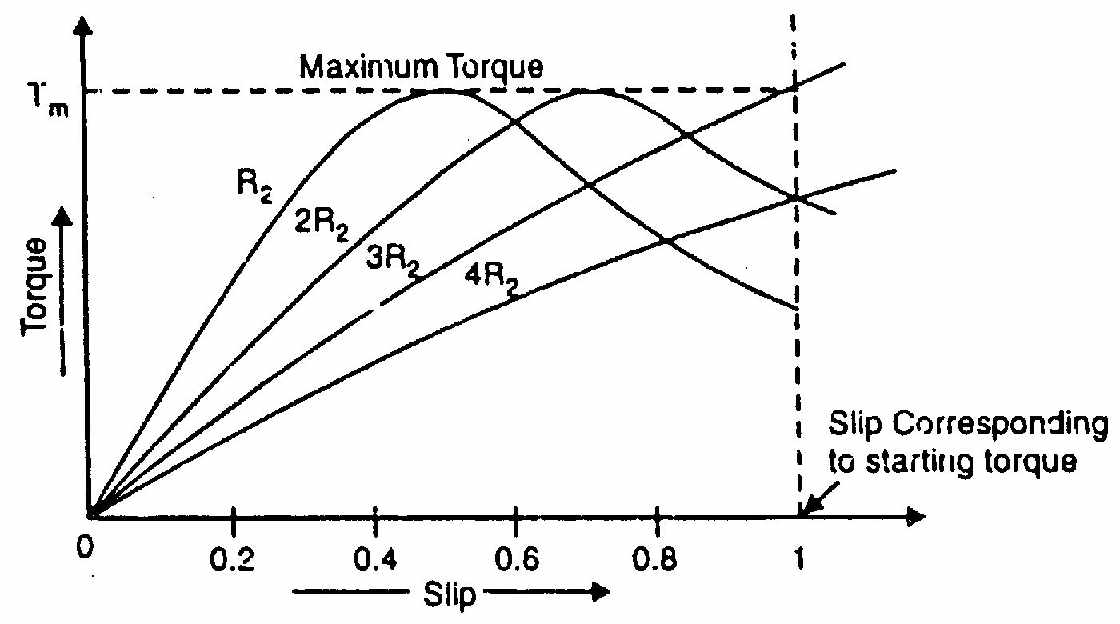 Maximum Torque
Tm
R2
2R2
3R2
4R2
Torque
Slip Corresponding
to starting torque
0
0.2
0.4
0.6
0.8
1
Slip